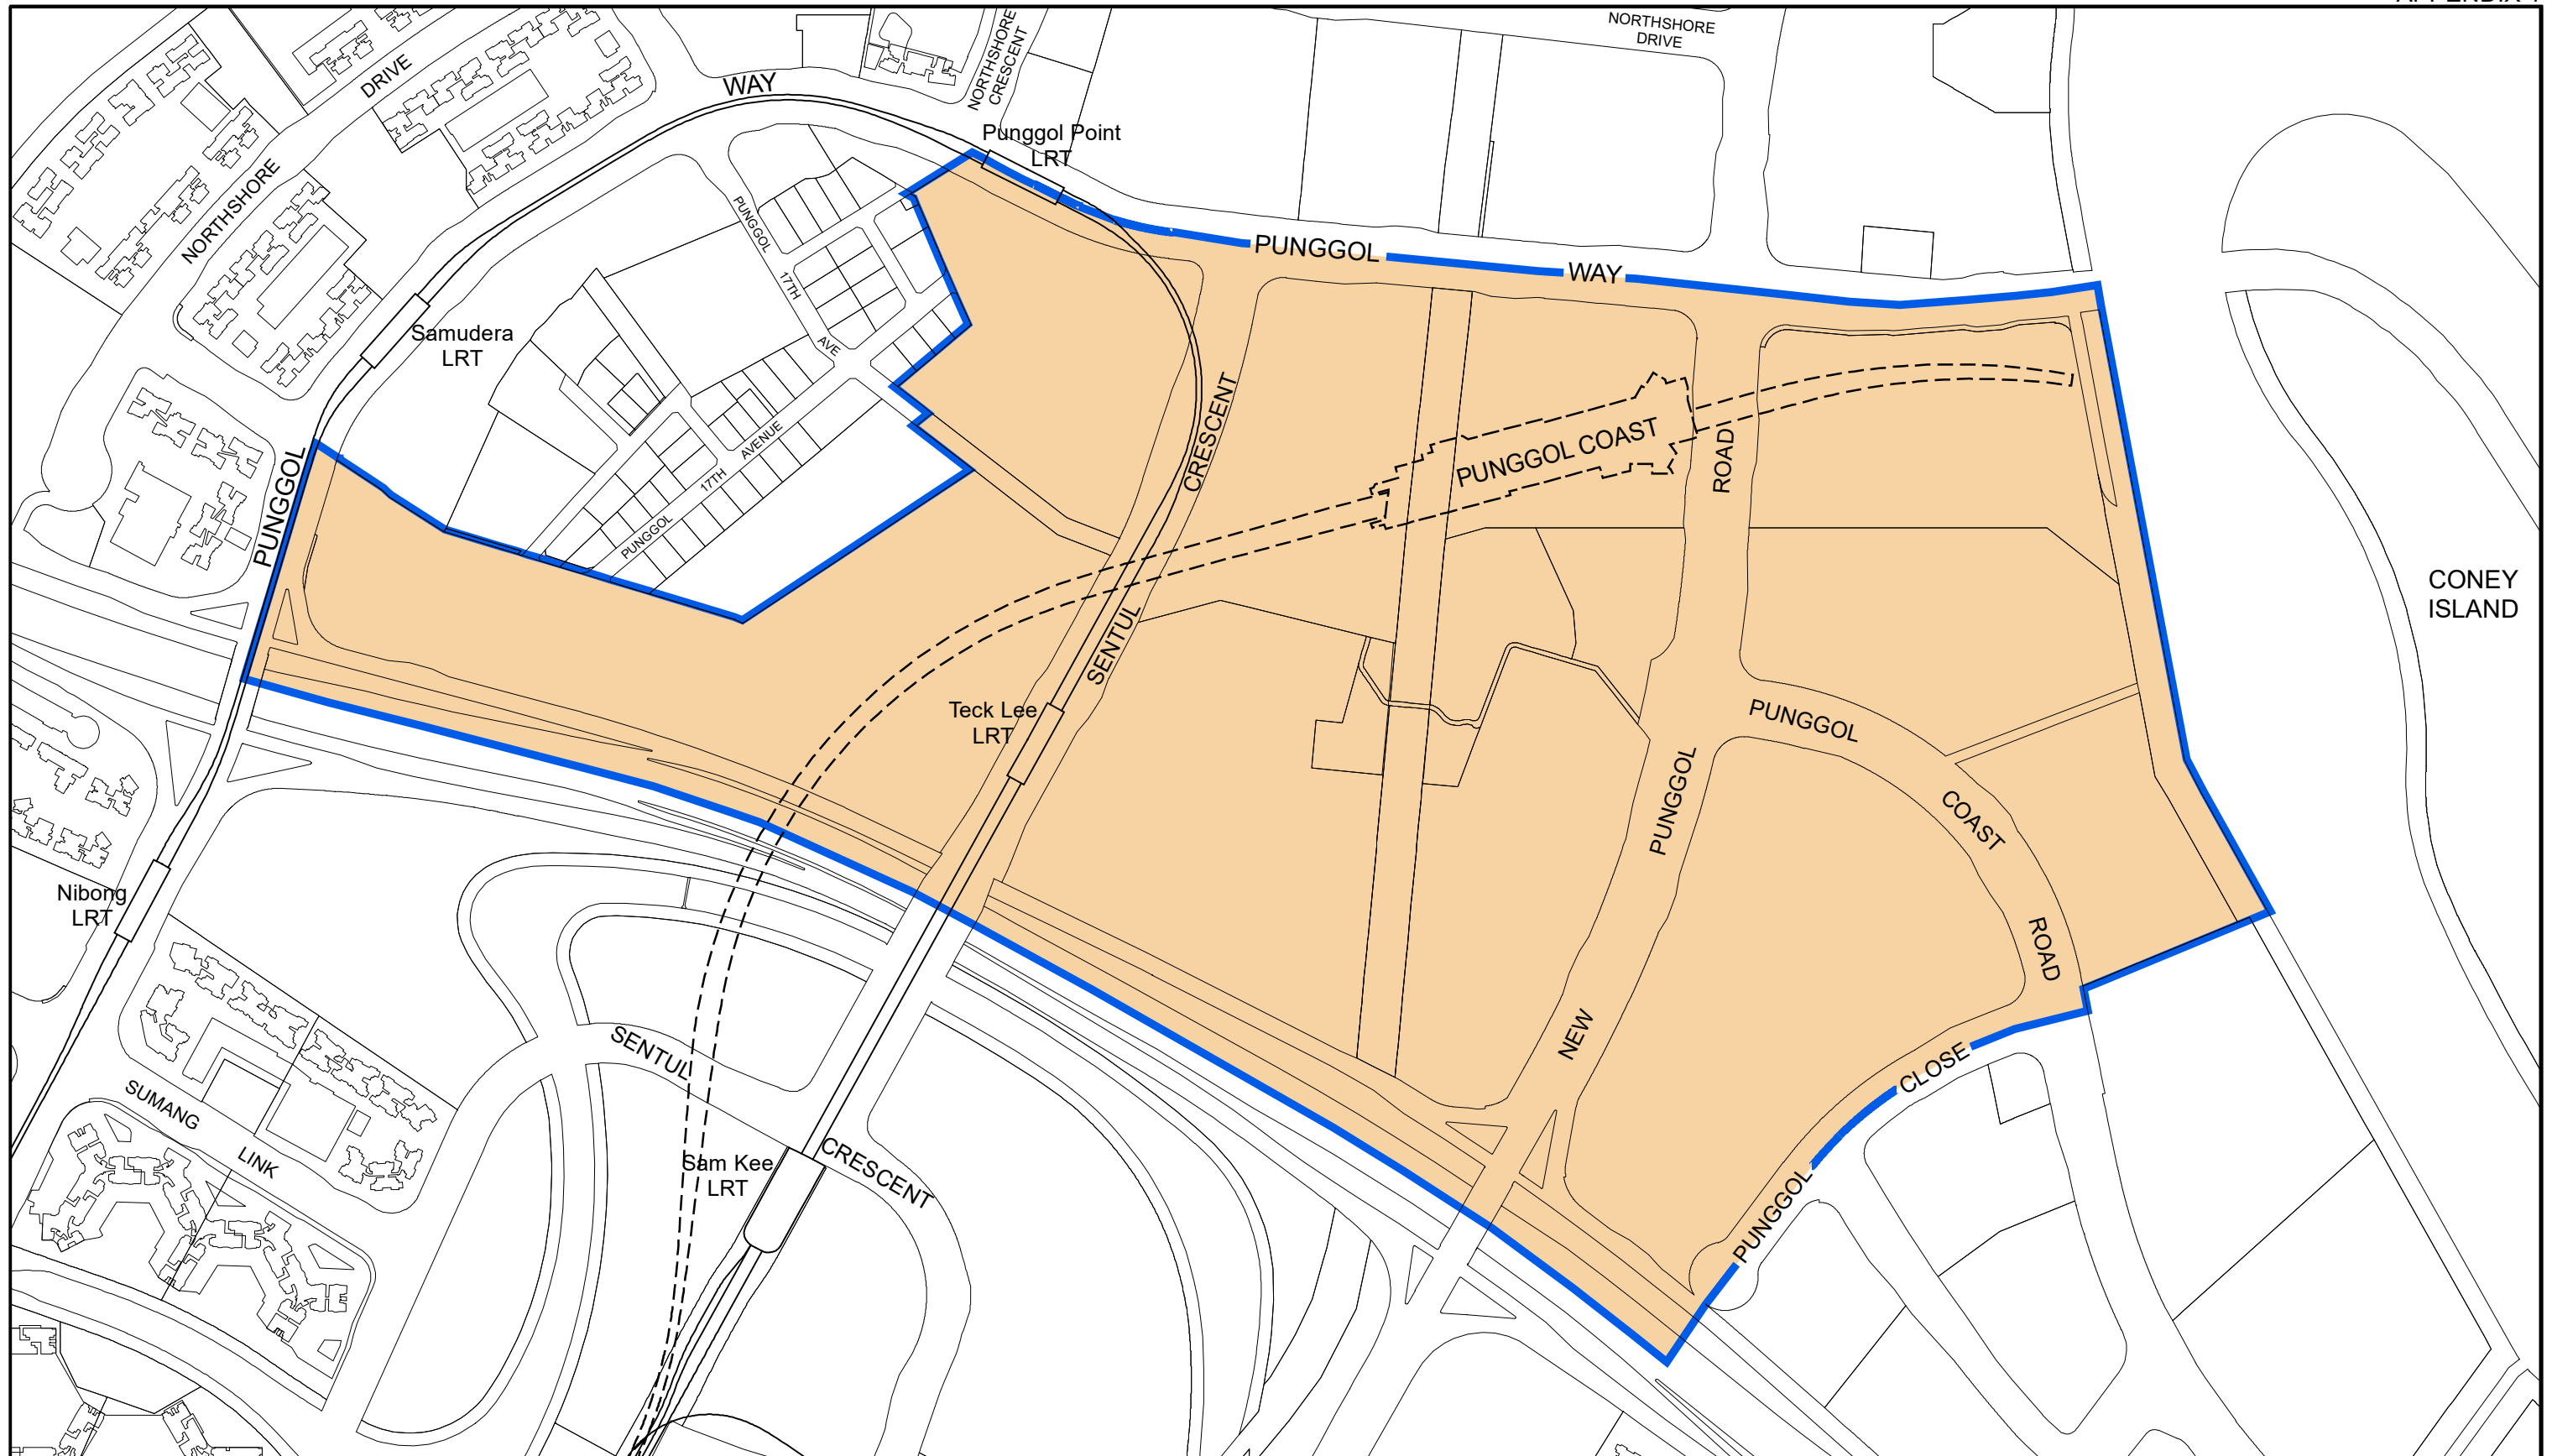 NORTHSHORE
DRIVE
NORTHSHORE
CRESCENT
DRIVE
WAY
NORTHSHORE
Punggol Point
LRT
PUNGGOL
17TH
AVE
PUNGGOL
WAY
Samudera
LRT
CRESCENT
PUNGGOL COAST
ROAD
PUNGGOL
PUNGGOL
17TH
AVENUE
CONEY
ISLAND
SENTUL
Teck Lee
LRT
PUNGGOL
COAST
ROAD
NEW
PUNGGOL
Nibong
LRT
SENTUL
CRESCENT
SUMANG
LINK
Sam Kee
LRT
PUNGGOL
CLOSE